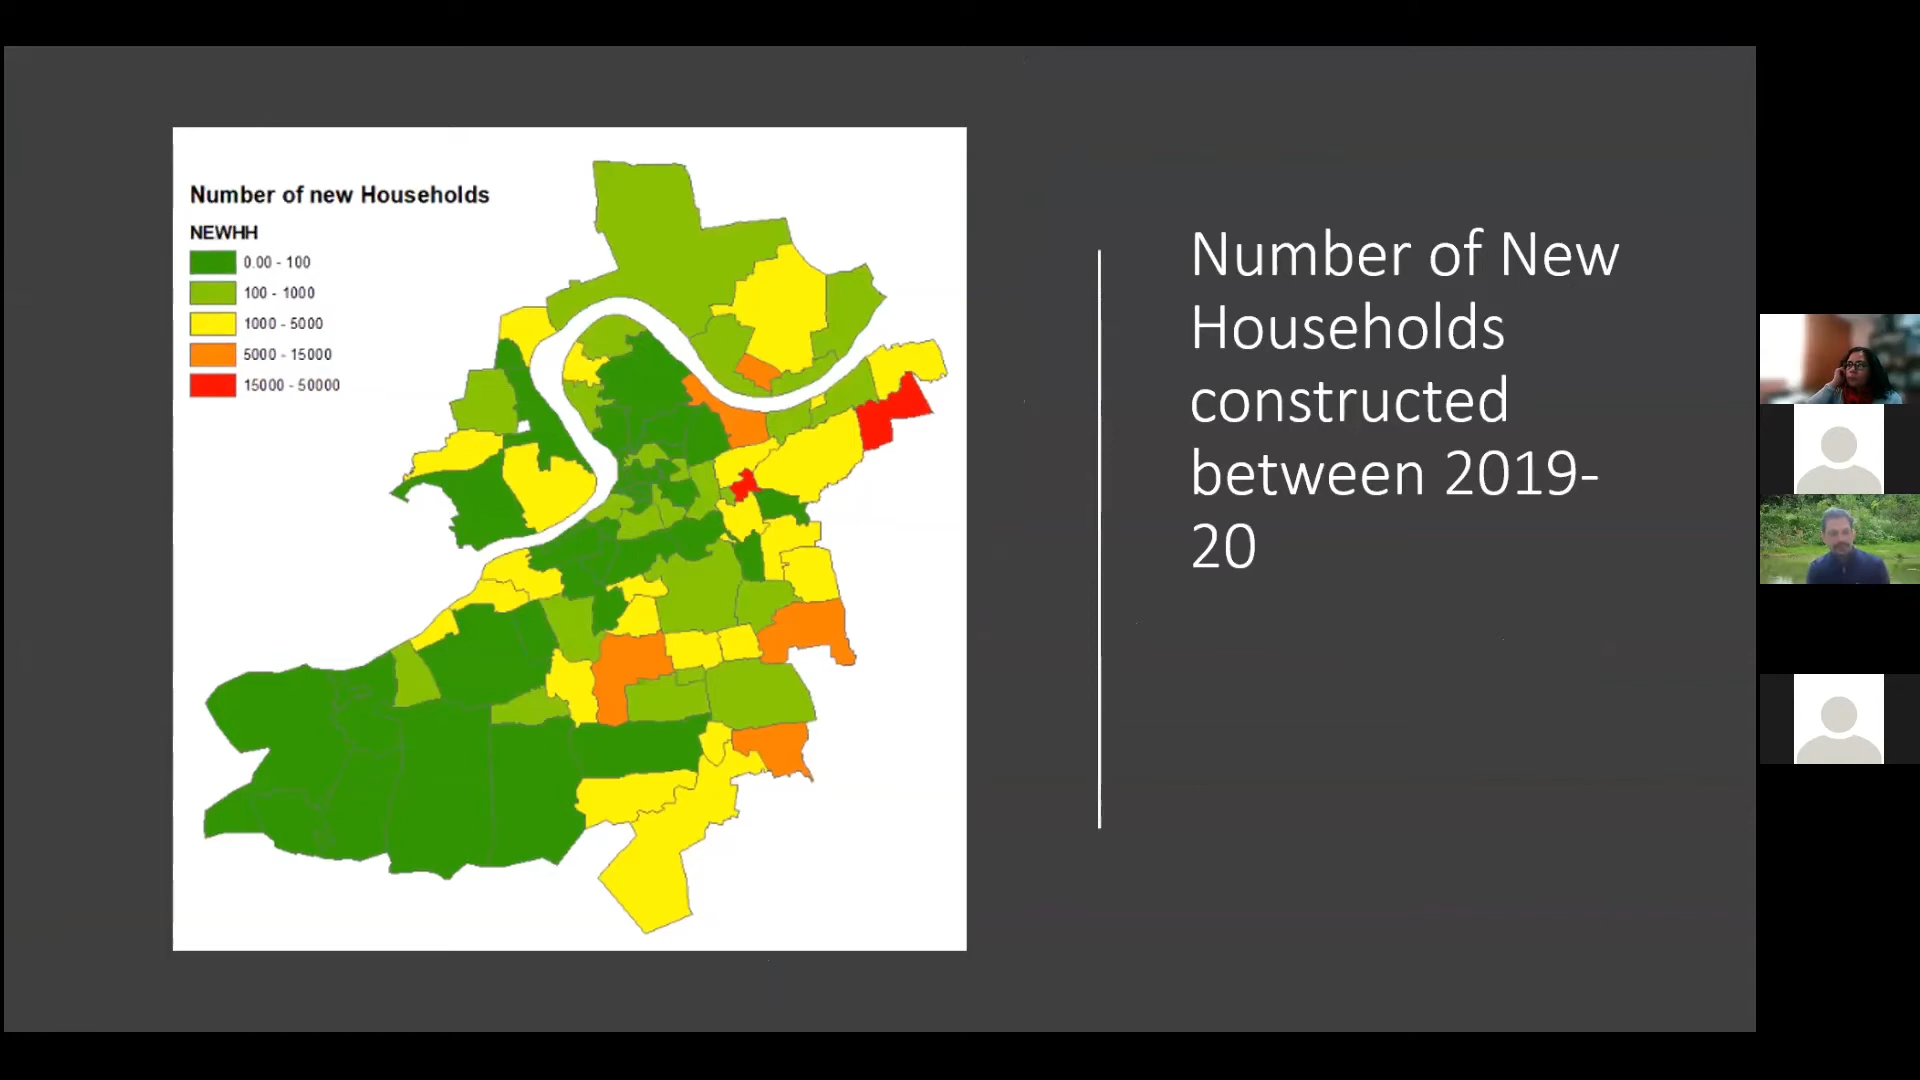 Number of new Households
NEWHH
0.00 - 100
100 - 1000
1000 - 5000
5000 - 15000
15000 - 50000
Number of New
Households
constructed
between 2019-
20